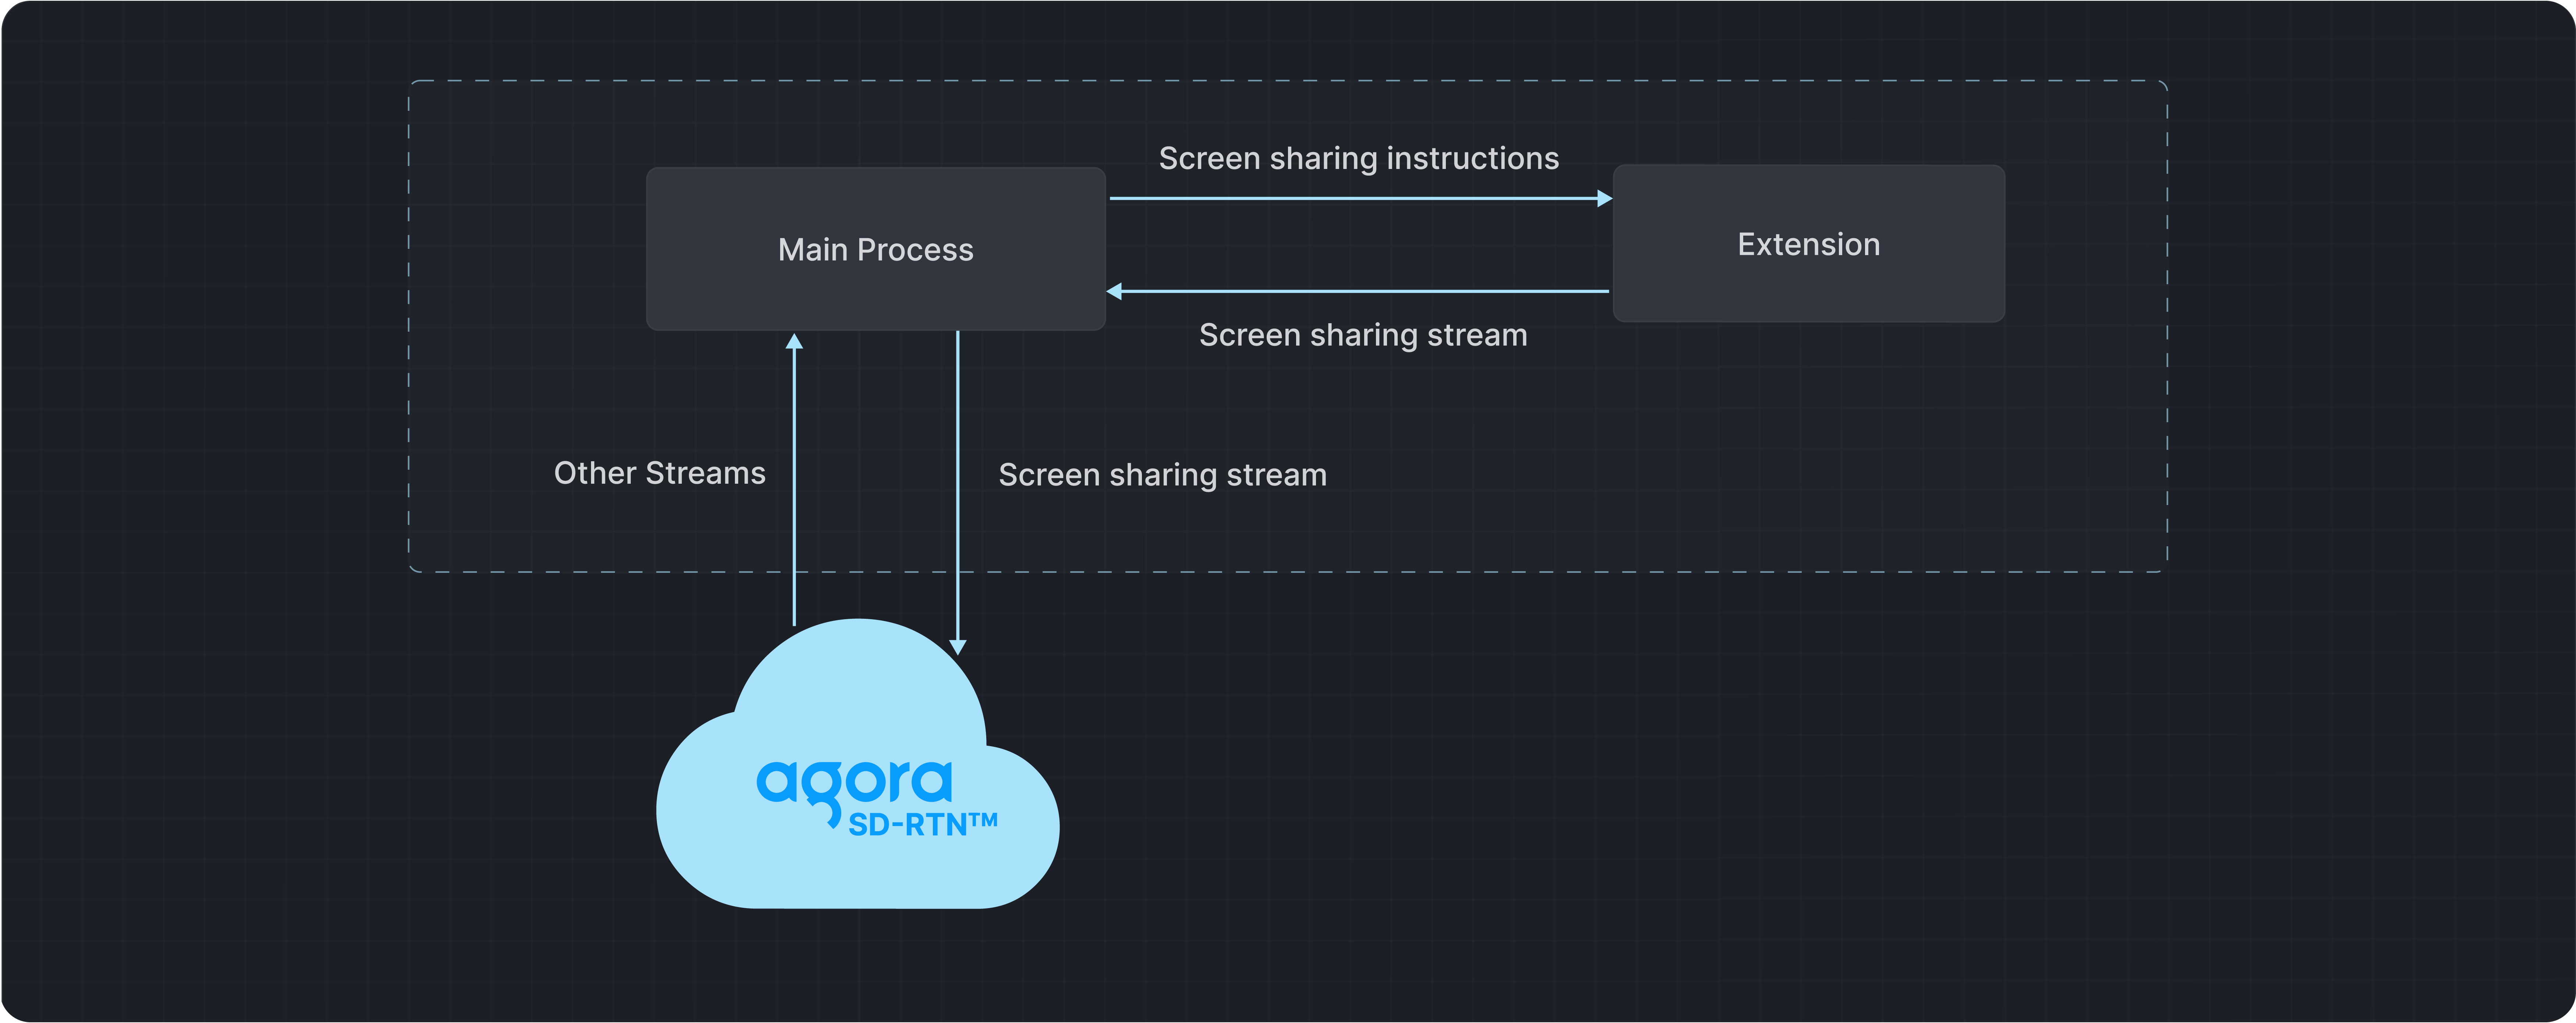 Screen sharing instructions
Main Process
Extension
Screen sharing stream
Other Streams
Screen sharing stream
agora
SD-RTN™